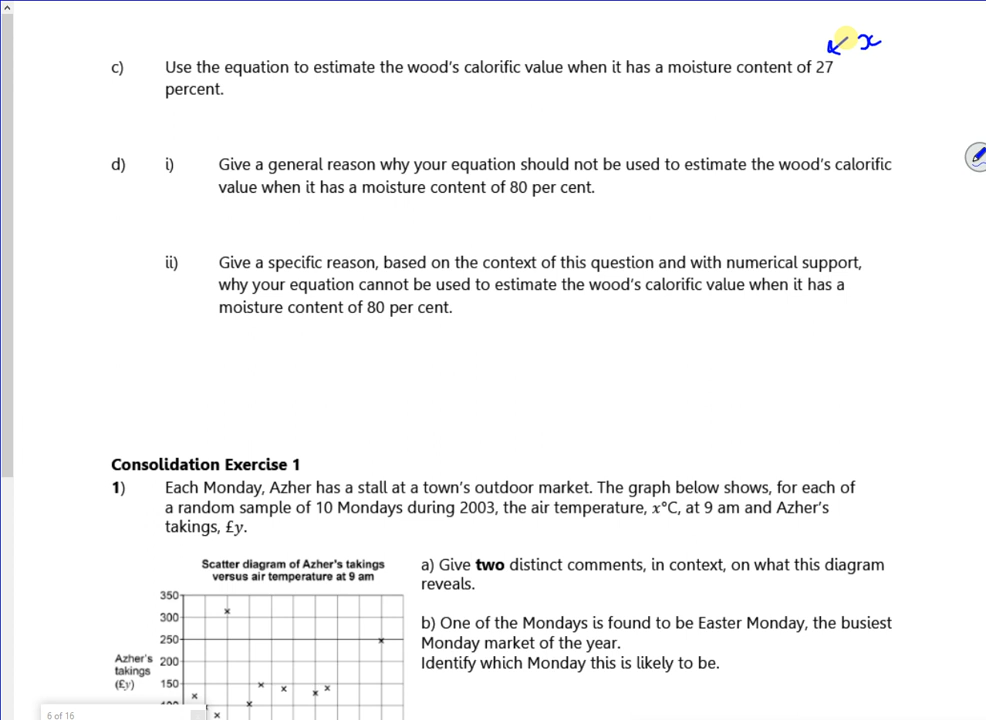 x
c) Use the equation to estimate the wood's calorific value when it has a moisture content of 27
percent.
d) i) Give a general reason why your equation should not be used to estimate the wood's calorific
value when it has a moisture content of 80 per cent.
ii) Give a specific reason, based on the context of this question and with numerical support,
why your equation cannot be used to estimate the wood's calorific value when it has a
moisture content of 80 per cent.
Consolidation Exercise 1
1) Each Monday, Azher has a stall at a town's outdoor market. The graph below shows, for each of
a random sample of 10 Mondays during 2003, the air temperature, x°C, at 9 am and Azher's
takings, £y.
Scatter diagram of Azher's takings
versus air temperature at 9 am
350
300
250
200
150
Azher's
takings
(£y)
a) Give two distinct comments, in context, on what this diagram
reveals.
b) One of the Mondays is found to be Easter Monday, the busiest
Monday market of the year.
Identify which Monday this is likely to be.
6 of 16